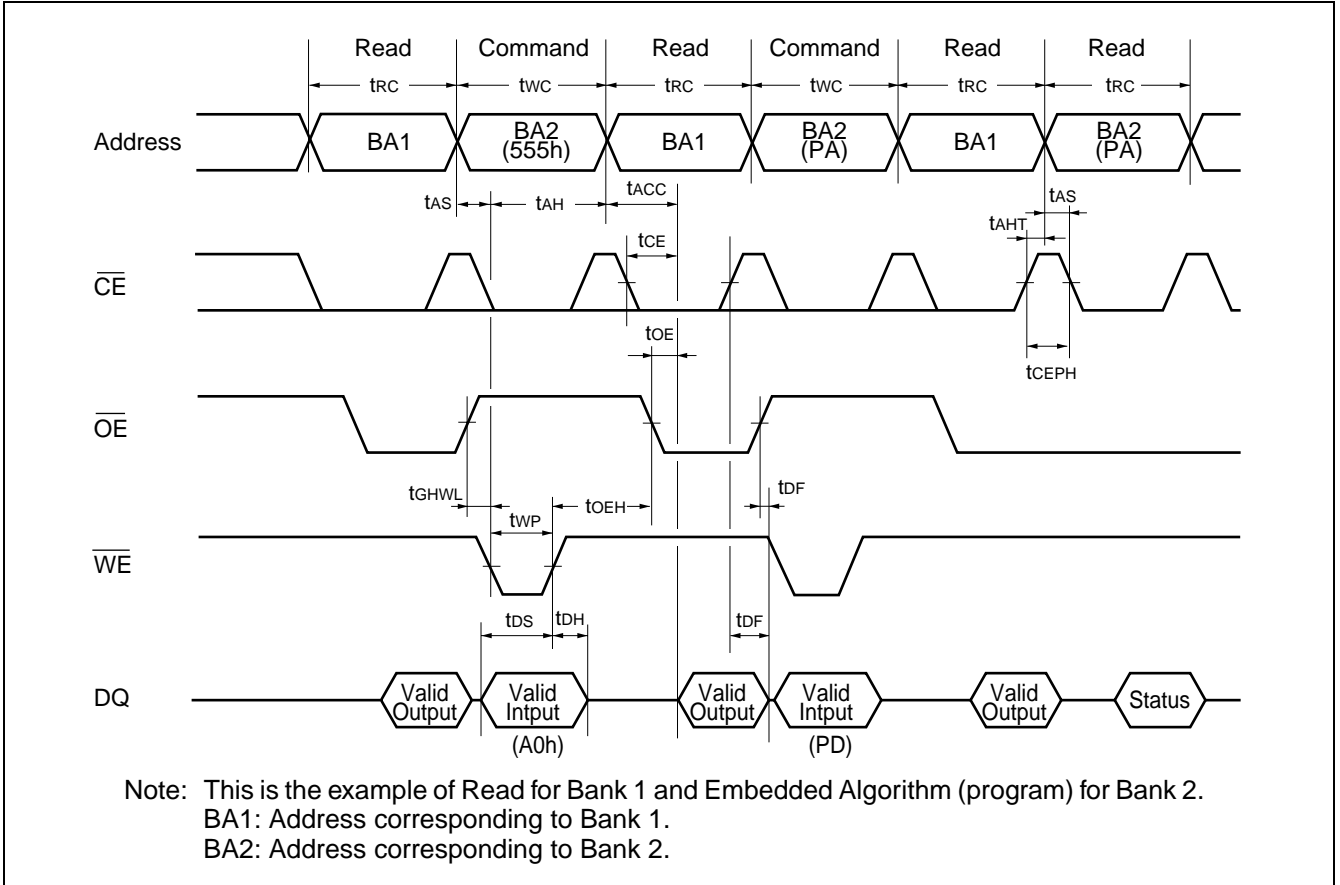 Read Command Read Command Read Read
tRC tWC tRC tWC tRC tRC
Address
BA1 BA2 (555h) BA1 BA2 (PA) BA1 BA2 (PA)
tAS tAH tACC tAS
tAHT
tCE
CE
tOE
tCEPH
OE
tGHWL tWP tOEH tDF
WE
tDS tDH tDF
DQ
Valid Output Valid Intput Valid Output Valid Intput Valid Output Status
(A0h) (PD)
Note: This is the example of Read for Bank 1 and Embedded Algorithm (program) for Bank 2.
BA1: Address corresponding to Bank 1.
BA2: Address corresponding to Bank 2.